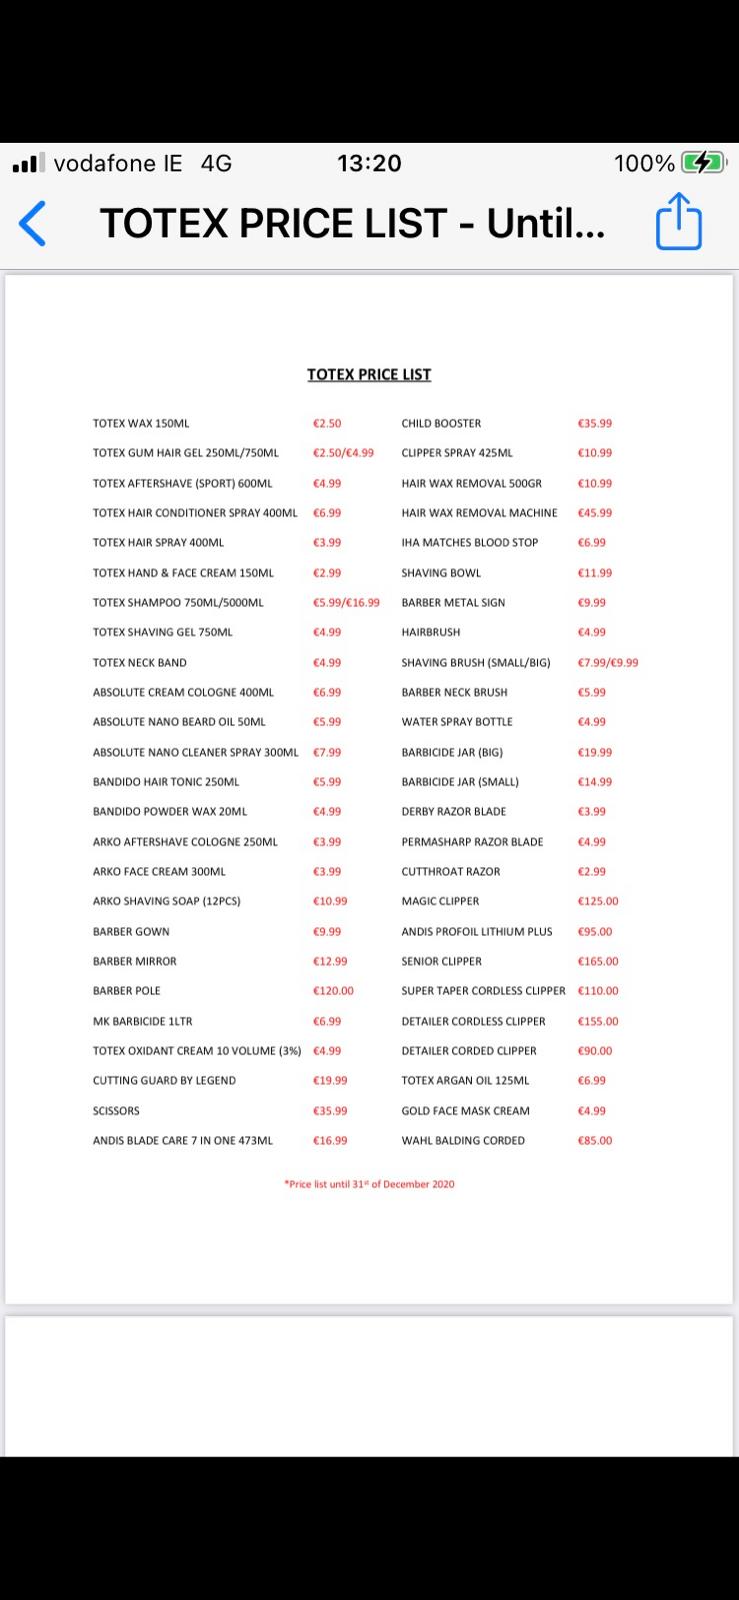 vodafone IE 4G 13:20 100%
TOTEX PRICE LIST - Until...
TOTEX PRICE LIST
TOTEX WAX 150ML €2.50 CHILD BOOSTER €35.99
TOTEX GUM HAIR GEL 250ML/750ML €2.50/€4.99 CLIPPER SPRAY 425ML €10.99
TOTEX AFTERSHAVE (SPORT) 600ML €4.99 HAIR WAX REMOVAL 500GR €10.99
TOTEX HAIR CONDITIONER SPRAY 400ML €6.99 HAIR WAX REMOVAL MACHINE €45.99
TOTEX HAIR SPRAY 400ML €3.99 IHA MATCHES BLOOD STOP €6.99
TOTEX HAND & FACE CREAM 150ML €2.99 SHAVING BOWL €11.99
TOTEX SHAMPOO 750ML/5000ML €5.99/€16.99 BARBER METAL SIGN €9.99
TOTEX SHAVING GEL 750ML €4.99 HAIRBRUSH €4.99
TOTEX NECK BAND €4.99 SHAVING BRUSH (SMALL/BIG) €7.99/€9.99
ABSOLUTE CREAM COLOGNE 400ML €6.99 BARBER NECK BRUSH €5.99
ABSOLUTE NANO BEARD OIL 50ML €5.99 WATER SPRAY BOTTLE €4.99
ABSOLUTE NANO CLEANER SPRAY 300ML €7.99 BARBICIDE JAR (BIG) €19.99
BANDIDO HAIR TONIC 250ML €5.99 BARBICIDE JAR (SMALL) €14.99
BANDIDO POWDER WAX 20ML €4.99 DERBY RAZOR BLADE €3.99
ARKO AFTERSHAVE COLOGNE 250ML €3.99 PERMASHARP RAZOR BLADE €4.99
ARKO FACE CREAM 300ML €3.99 CUTTHROAT RAZOR €2.99
ARKO SHAVING SOAP (12PCS) €10.99 MAGIC CLIPPER €125.00
BARBER GOWN €9.99 ANDIS PROFOIL LITHIUM PLUS €95.00
BARBER MIRROR €12.99 SENIOR CLIPPER €165.00
BARBER POLE €120.00 SUPER TAPER CORDLESS CLIPPER €110.00
MK BARBICIDE 1LTR €6.99 DETAILER CORDLESS CLIPPER €155.00
TOTEX OXIDANT CREAM 10 VOLUME (3%) €4.99 DETAILER CORDED CLIPPER €90.00
CUTTING GUARD BY LEGEND €19.99 TOTEX ARGAN OIL 125ML €6.99
SCISSORS €35.99 GOLD FACE MASK CREAM €4.99
ANDIS BLADE CARE 7 IN ONE 473ML €16.99 WAHL BALDING CORDED €85.00
*Price list until 31st of December 2020